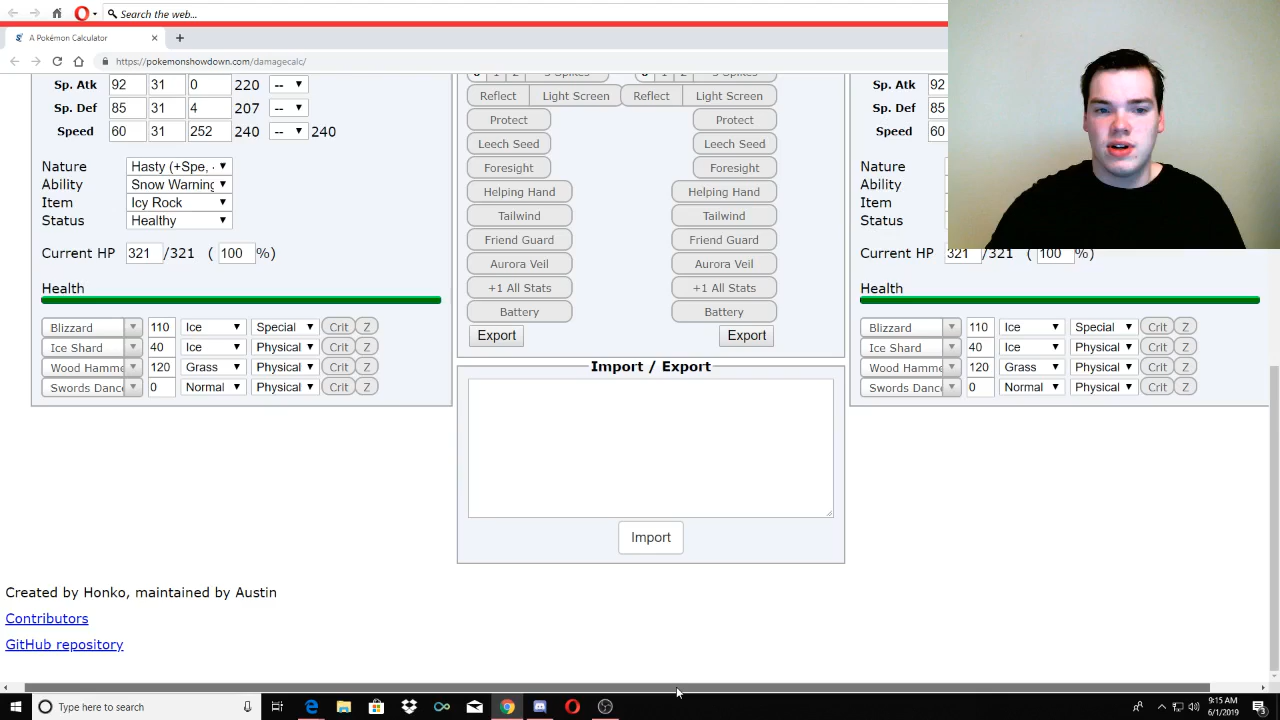 Search the web...
A Pokémon Calculator
https://pokemonshowdown.com/damagecalc/
Sp. Atk 92 31 0 220 --
Sp. Def 85 31 4 207 --
Speed 60 31 252 240 -- 240
Nature Hasty (+Spe, -
Ability Snow Warning
Item Icy Rock
Status Healthy
Current HP 321 /321 ( 100 %)
Health
Blizzard 110 Ice Special Crit Z
Ice Shard 40 Ice Physical Crit Z
Wood Hamme 120 Grass Physical Crit Z
Swords Danc 0 Normal Physical Crit Z
Reflect Light Screen Reflect Light Screen
Protect Protect
Leech Seed Leech Seed
Foresight Foresight
Helping Hand Helping Hand
Tailwind Tailwind
Friend Guard Friend Guard
Aurora Veil Aurora Veil
+1 All Stats +1 All Stats
Battery Battery
Export Export
Import / Export
Import
Sp. Atk 92
Sp. Def 85
Speed 60
Nature
Ability
Item
Status
Current HP 321 /321 ( 100 %)
Health
Blizzard 110 Ice Special Crit Z
Ice Shard 40 Ice Physical Crit Z
Wood Hamme 120 Grass Physical Crit Z
Swords Danc 0 Normal Physical Crit Z
Created by Honko, maintained by Austin
Contributors
GitHub repository
Type here to search
9:15 AM
6/1/2019